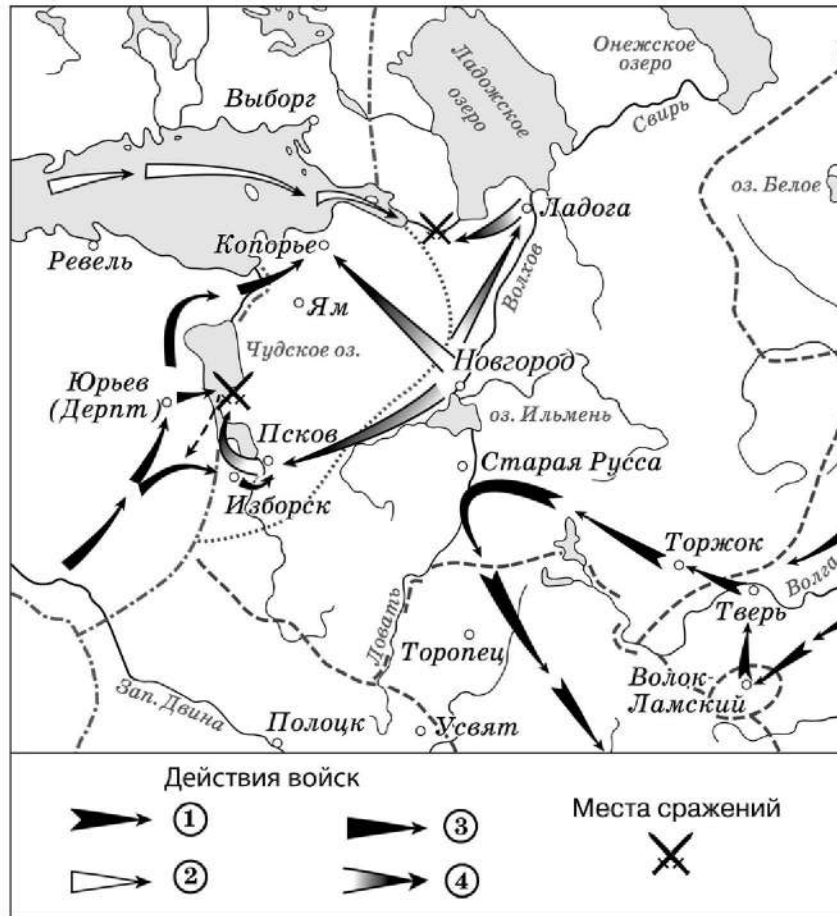 Онежское
озеро
Ладожское
озеро
Выборг
Свирь
оз. Белое
Ладога
Копорье
Ревель
Волхов
Ям
Чудское оз.
Новгород
Юрьев
(Дерпт)
оз. Ильмень
Псков
Старая Русса
Изборск
Торжок
Волга
Тверь
Ловать
Торопец
Волок-
Ламский
Зап. Двина
Полоцк
Усвят
Действия войск
1
3
Места сражений
2
4